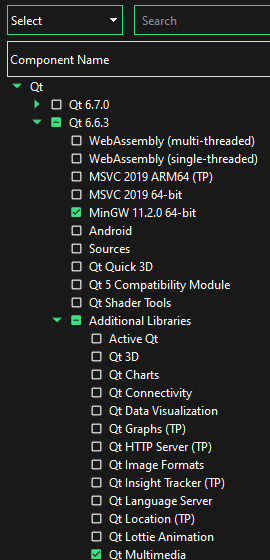 Select
Search
Component Name
Qt
Qt 6.7.0
Qt 6.6.3
WebAssembly (multi-threaded)
WebAssembly (single-threaded)
MSVC 2019 ARM64 (TP)
MSVC 2019 64-bit
MinGW 11.2.0 64-bit
Android
Sources
Qt Quick 3D
Qt 5 Compatibility Module
Qt Shader Tools
Additional Libraries
Active Qt
Qt 3D
Qt Charts
Qt Connectivity
Qt Data Visualization
Qt Graphs (TP)
Qt HTTP Server (TP)
Qt Image Formats
Qt Insight Tracker (TP)
Qt Language Server
Qt Location (TP)
Qt Lottie Animation
Qt Multimedia